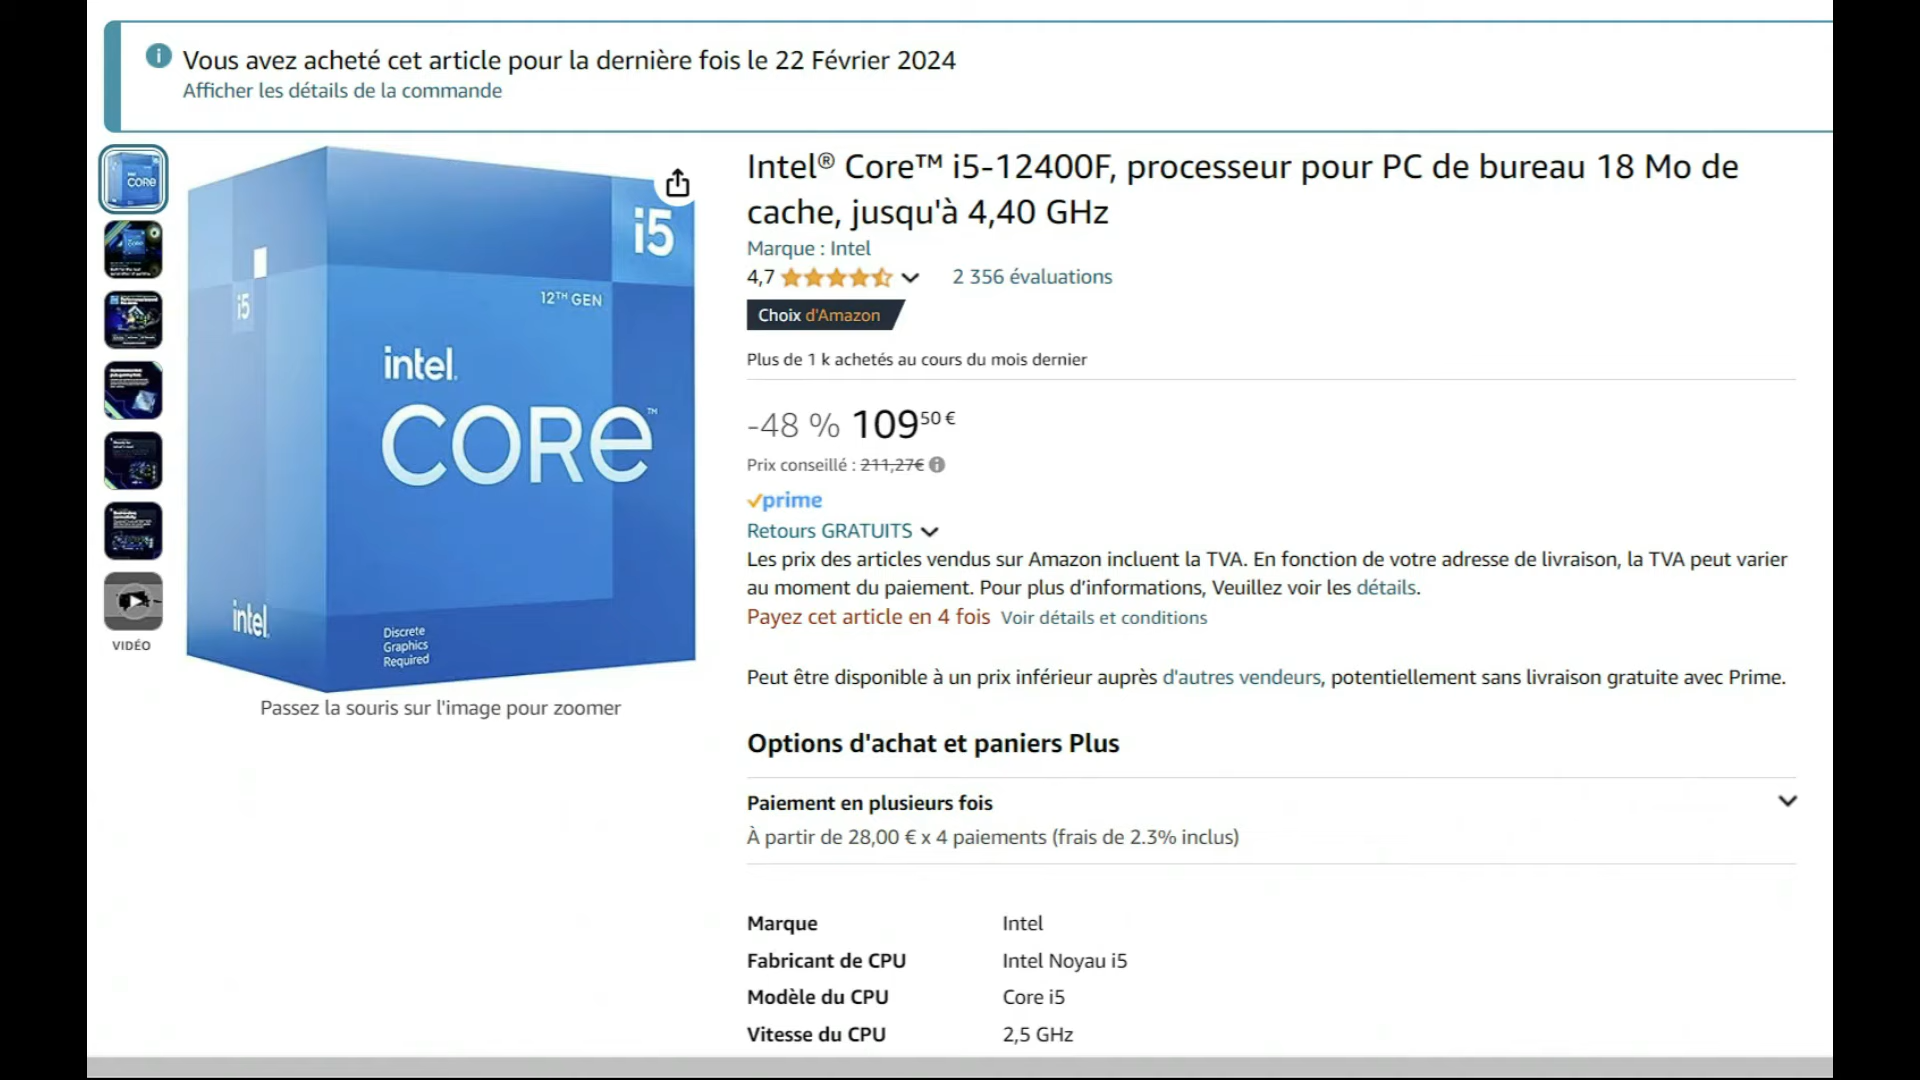 Vous avez acheté cet article pour la dernière fois le 22 Février 2024
Afficher les détails de la commande
VIDÉO
i5
i5
12TH GEN
intel.
CORE™
intel.
Discrete
Graphics
Required
Passez la souris sur l'image pour zoomer
Intel® Core™ i5-12400F, processeur pour PC de bureau 18 Mo de
cache, jusqu'à 4,40 GHz
Marque : Intel
4,7
2 356 évaluations
Choix d'Amazon
Plus de 1 k achetés au cours du mois dernier
-48 % 10950 €
Prix conseillé : 211,27€
prime
Retours GRATUITS
Les prix des articles vendus sur Amazon incluent la TVA. En fonction de votre adresse de livraison, la TVA peut varier
au moment du paiement. Pour plus d’informations, Veuillez voir les détails.
Payez cet article en 4 fois Voir détails et conditions
Peut être disponible à un prix inférieur auprès d'autres vendeurs, potentiellement sans livraison gratuite avec Prime.
Options d'achat et paniers Plus
Paiement en plusieurs fois
À partir de 28,00 € x 4 paiements (frais de 2.3% inclus)
Marque Intel
Fabricant de CPU Intel Noyau i5
Modèle du CPU Core i5
Vitesse du CPU 2,5 GHz